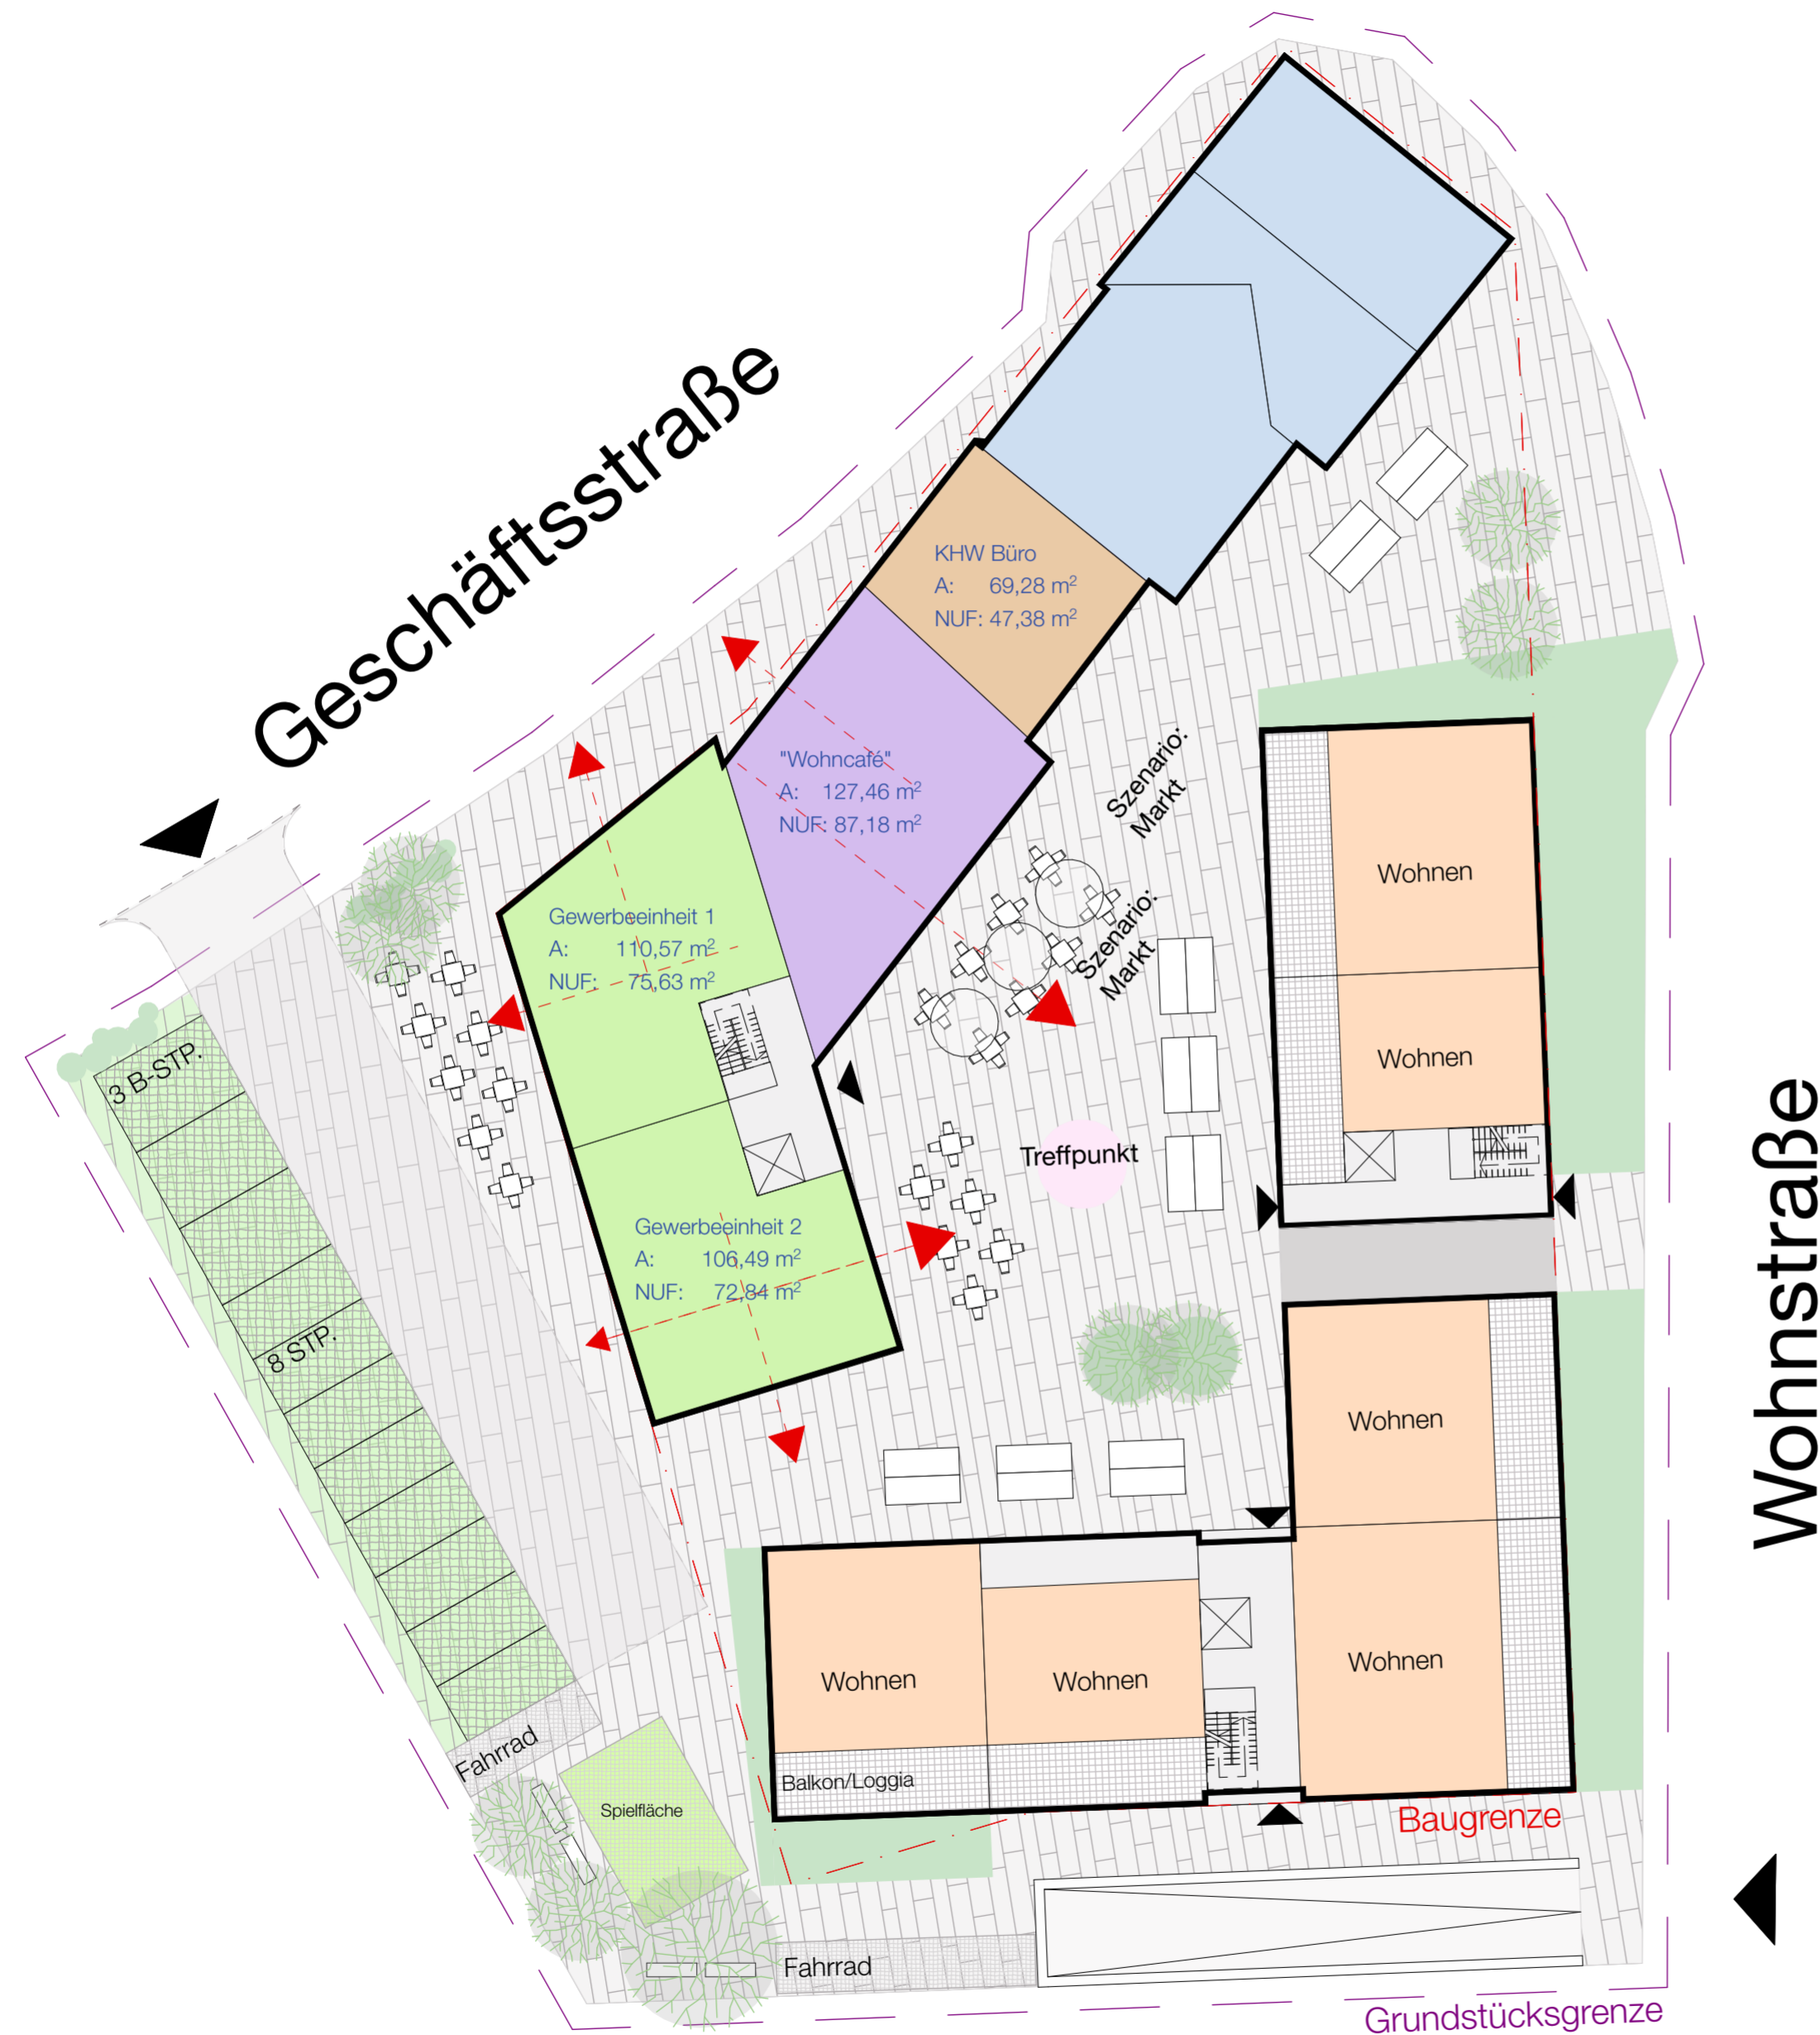 Geschäftsstraße
KHW Büro
A: 69,28 m²
NUF: 47,38 m²
"Wohncafé"
A: 127,46 m²
NUF: 87,18 m²
Szenario:
Markt
Szenario:
Markt
Gewerbeeinheit 1
A: 110,57 m²
NUF: 75,63 m²
Wohnen
Wohnen
3 B-STP.
Treffpunkt
Gewerbeeinheit 2
A: 106,49 m²
NUF: 72,84 m²
8 STP.
Wohnstraße
Wohnen
Wohnen
Wohnen
Wohnen
Fahrrad
Balkon/Loggia
Spielfläche
Baugrenze
Fahrrad
Grundstücksgrenze